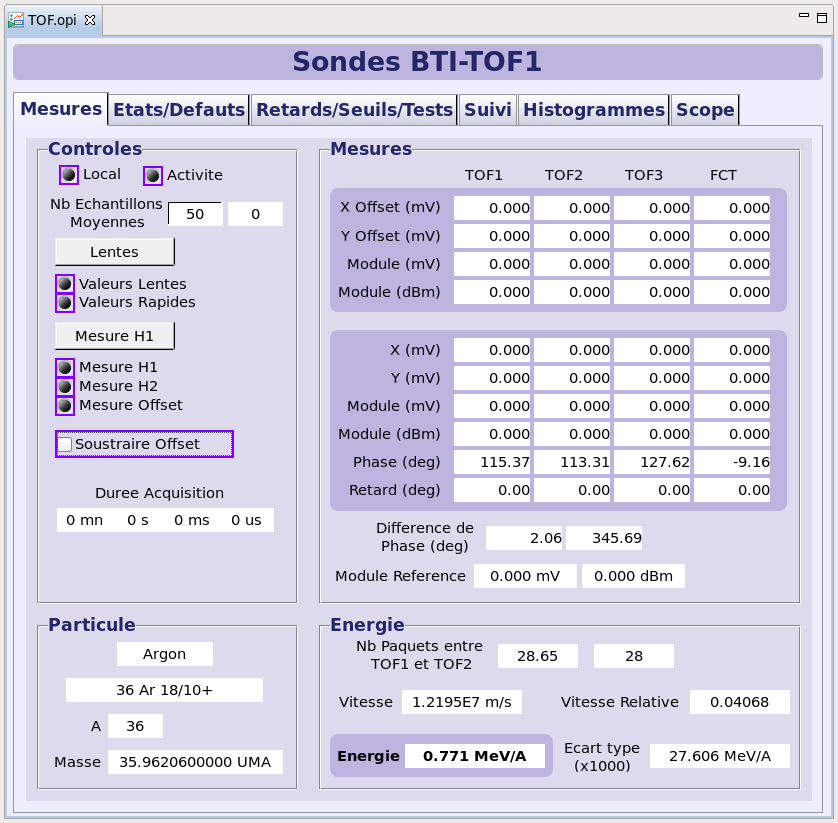 TOF.opi
Sondes BTI-TOF1
Mesures Etats/Defauts Retards/Seuils/Tests Suivi Histogrammes Scope
Controles
Local Activite
Nb Echantillons
Moyennes 50 0
Lentes
Valeurs Lentes
Valeurs Rapides
Mesure H1
Mesure H1
Mesure H2
Mesure Offset
Soustraire Offset
Duree Acquisition
0 mn 0 s 0 ms 0 us
Mesures
TOF1 TOF2 TOF3 FCT
X Offset (mV) 0.000 0.000 0.000 0.000
Y Offset (mV) 0.000 0.000 0.000 0.000
Module (mV) 0.000 0.000 0.000 0.000
Module (dBm) 0.000 0.000 0.000 0.000
X (mV) 0.000 0.000 0.000 0.000
Y (mV) 0.000 0.000 0.000 0.000
Module (mV) 0.000 0.000 0.000 0.000
Module (dBm) 0.000 0.000 0.000 0.000
Phase (deg) 115.37 113.31 127.62 -9.16
Retard (deg) 0.00 0.00 0.00 0.00
Difference de
Phase (deg) 2.06 345.69
Module Reference 0.000 mV 0.000 dBm
Particule
Argon
36 Ar 18/10+
A 36
Masse 35.9620600000 UMA
Energie
Nb Paquets entre
TOF1 et TOF2 28.65 28
Vitesse 1.2195E7 m/s Vitesse Relative 0.04068
Energie 0.771 MeV/A Ecart type
(x1000) 27.606 MeV/A